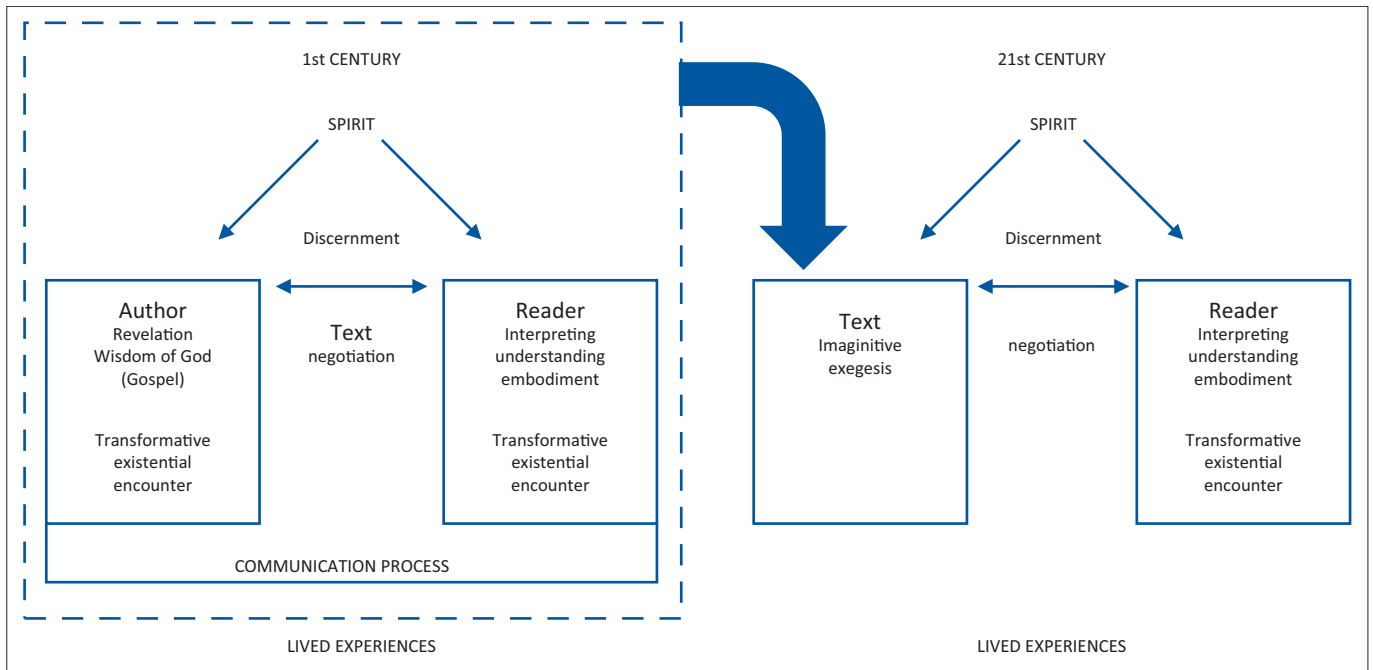 1st CENTURY
SPIRIT
Discernment
Author
Revelation
Wisdom of God
(Gospel)
Transformative
existential
encounter
Text
negotiation
Reader
Interpreting
understanding
embodiment
Transformative
existential
encounter
COMMUNICATION PROCESS
LIVED EXPERIENCES
21st CENTURY
SPIRIT
Discernment
Text
Imaginitive
exegesis
negotiation
Reader
Interpreting
understanding
embodiment
Transformative
existential
encounter
LIVED EXPERIENCES